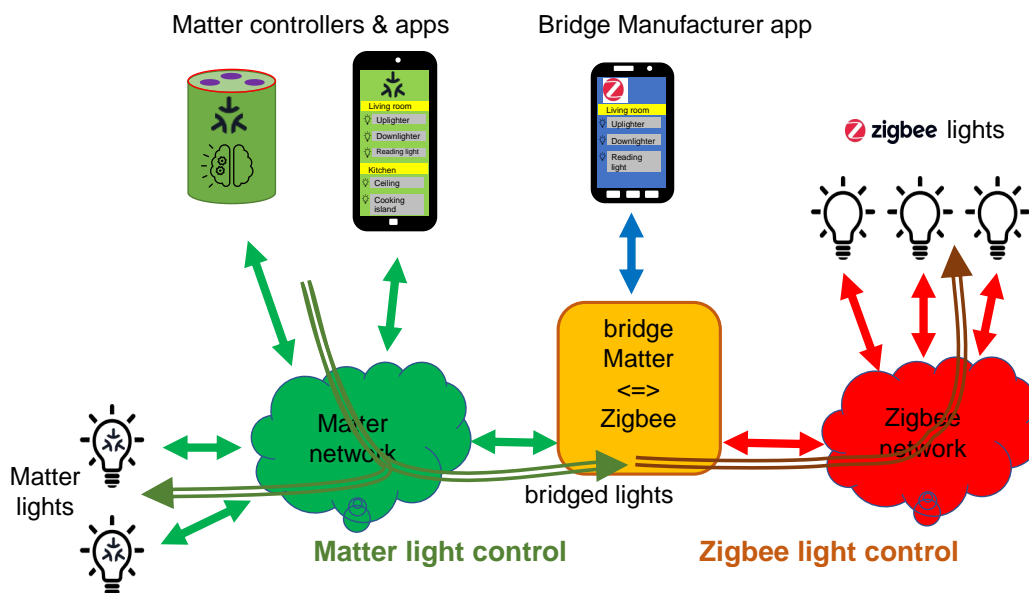 Matter controllers & apps
Bridge Manufacturer app
Living room
Uplighter
Downlighter
Reading light
Kitchen
Ceiling
Cooking
island
Living room
Uplighter
Downlighter
Reading
light
zigbee lights
bridge
Matter
<=>
Zigbee
Matter
network
Zigbee
network
Matter
lights
bridged lights
Matter light control
Zigbee light control